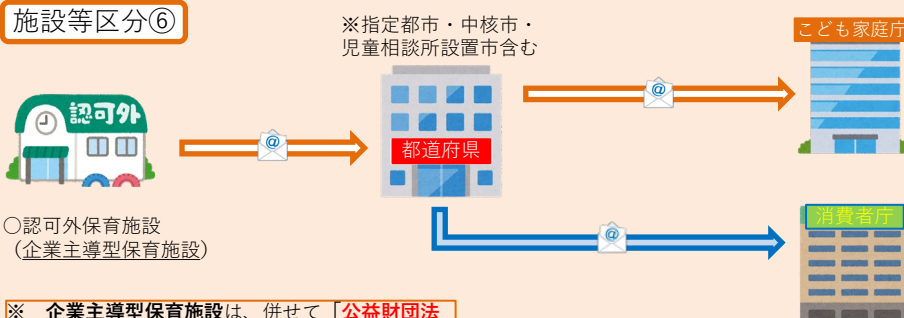 施設等区分⑥
※指定都市・中核市・
児童相談所設置市含む
こども家庭庁
認可外
@
@
都道府県
○認可外保育施設
（企業主導型保育施設）
@
消費者庁
※　企業主導型保育施設は、併せて「公益財団法